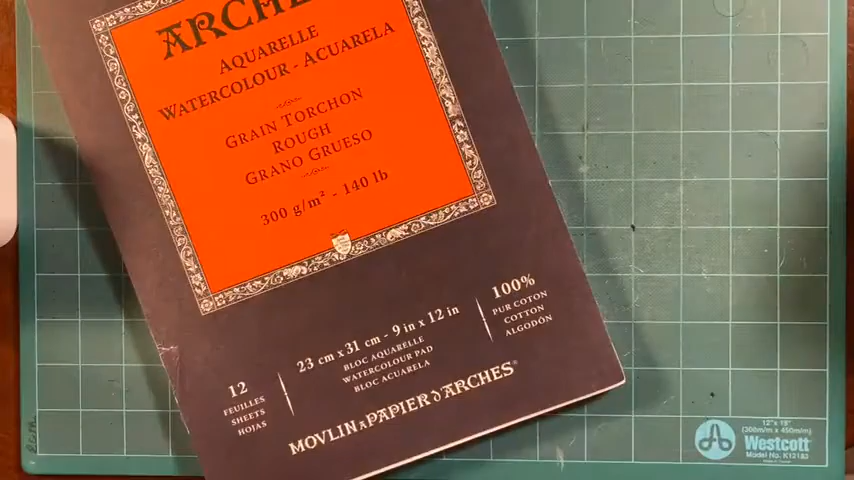 ARCHES
AQUARELLE
WATERCOLOUR - ACUARELA
GRAIN TORCHON
ROUGH
GRANO GRUESO
300 g/m² - 140 lb
12
FEUILLES
SHEETS
HOJAS
23 cm x 31 cm - 9 in x 12 in
BLOC AQUARELLE
WATERCOLOUR PAD
BLOC ACUARELA
100%
PUR COTON
COTTON
ALGODÓN
MOVLIN À PAPIER D'ARCHES®
12" x 18"
(305m/m x 450m/m)
Westcott
Model No. K12183